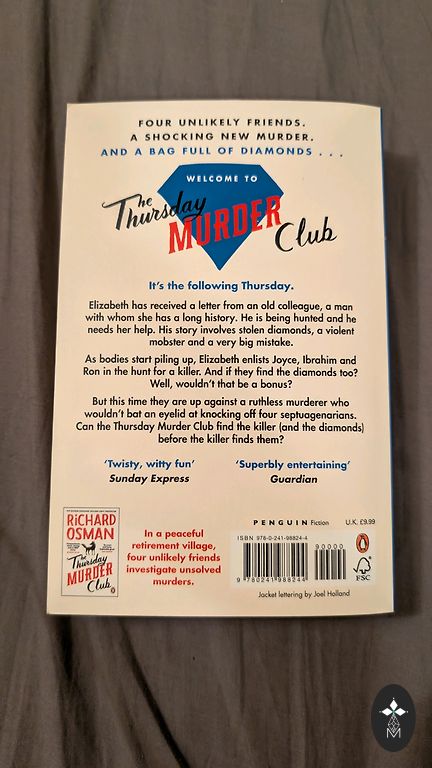 FOUR UNLIKELY FRIENDS.
A SHOCKING NEW MURDER.
AND A BAG FULL OF DIAMONDS . . .
WELCOME TO
The
Thursday
MURDER
Club
It's the following Thursday.
Elizabeth has received a letter from an old colleague, a man
with whom she has a long history. He is being hunted and he
needs her help. His story involves stolen diamonds, a violent
mobster and a very big mistake.
As bodies start piling up, Elizabeth enlists Joyce, Ibrahim and
Ron in the hunt for a killer. And if they find the diamonds too?
Well, wouldn't that be a bonus?
But this time they are up against a ruthless murderer who
wouldn't bat an eyelid at knocking off four septuagenarians.
Can the Thursday Murder Club find the killer (and the diamonds)
before the killer finds them?
'Twisty, witty fun'
Sunday Express
'Superbly entertaining'
Guardian
RICHARD
OSMAN
The
Thursday
MURDER
Club
In a peaceful
retirement village,
four unlikely friends
investigate unsolved
murders.
PENGUIN Fiction
U.K. £9.99
ISBN 978-0-241-98824-4
90000
9 780241 988244
FSC
Jacket lettering by Joel Holland
M